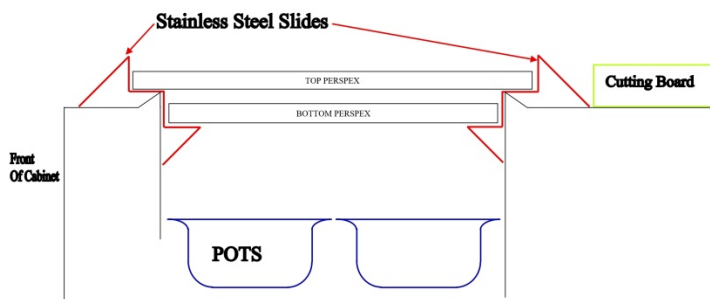 Stainless Steel Slides
TOP PERSPEX
Cutting Board
BOTTOM PERSPEX
Front
Of Cabinet
POTS